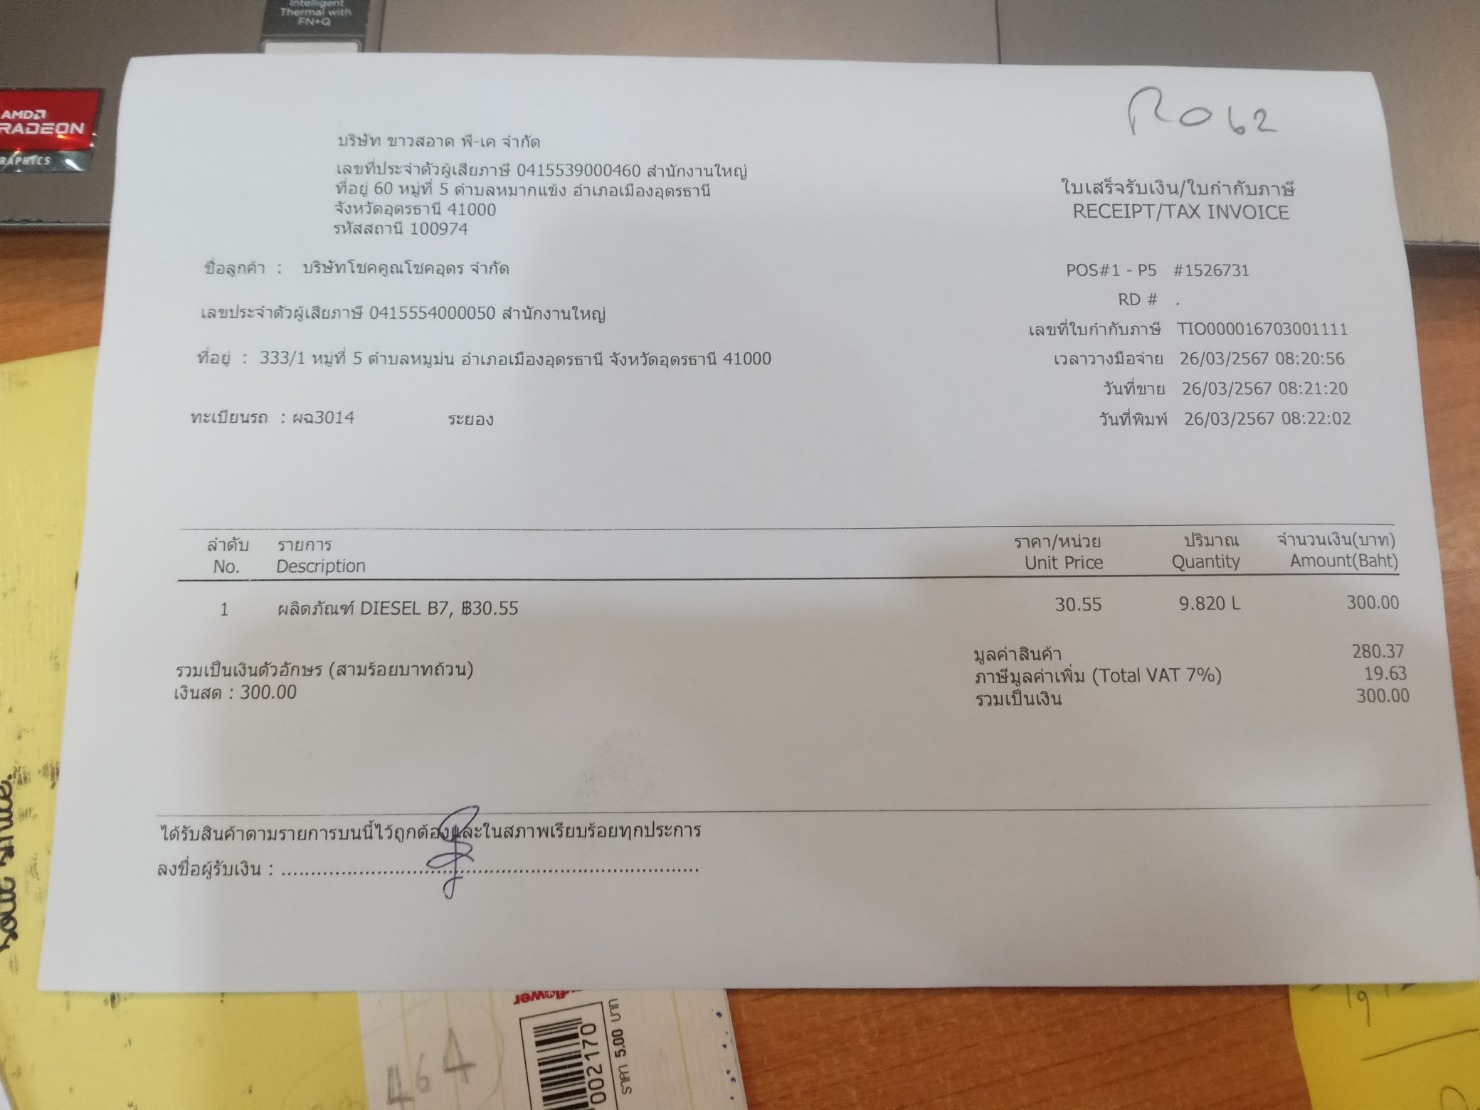 Intelligent
Thermal with
FN+Q
AMD
RADEON
GRAPHICS
Ro62
บริษัท ขาวสอาด พี-เค จำกัด
เลขที่ประจำตัวผู้เสียภาษี 0415539000460 สำนักงานใหญ่
ที่อยู่ 60 หมู่ที่ 5 ตำบลหมากแข้ง อำเภอเมืองอุดรธานี
จังหวัดอุดรธานี 41000
รหัสสถานี 100974
ใบเสร็จรับเงิน/ใบกำกับภาษี
RECEIPT/TAX INVOICE
ชื่อลูกค้า : บริษัทโชคคูณโชคอุดร จำกัด
POS#1 - P5 #1526731
RD # .
เลขประจำตัวผู้เสียภาษี 0415554000050 สำนักงานใหญ่
เลขที่ใบกำกับภาษี TIO000016703001111
ที่อยู่ : 333/1 หมู่ที่ 5 ตำบลหมูม่น อำเภอเมืองอุดรธานี จังหวัดอุดรธานี 41000
เวลาวางมือจ่าย 26/03/2567 08:20:56
วันที่ขาย 26/03/2567 08:21:20
ทะเบียนรถ : ผฉ3014 ระยอง
วันที่พิมพ์ 26/03/2567 08:22:02
ลำดับ รายการ ราคา/หน่วย ปริมาณ จำนวนเงิน(บาท)
No. Description Unit Price Quantity Amount(Baht)
1 ผลิตภัณฑ์ DIESEL B7, ฿30.55 30.55 9.820 L 300.00
มูลค่าสินค้า 280.37
รวมเป็นเงินตัวอักษร (สามร้อยบาทถ้วน)
ภาษีมูลค่าเพิ่ม (Total VAT 7%) 19.63
เงินสด : 300.00
รวมเป็นเงิน 300.00
ได้รับสินค้าตามรายการบนนี้ไว้ถูกต้องและในสภาพเรียบร้อยทุกประการ
ลงชื่อผู้รับเงิน : ......................................................................
464
002170
ราคา 5.00 บาท